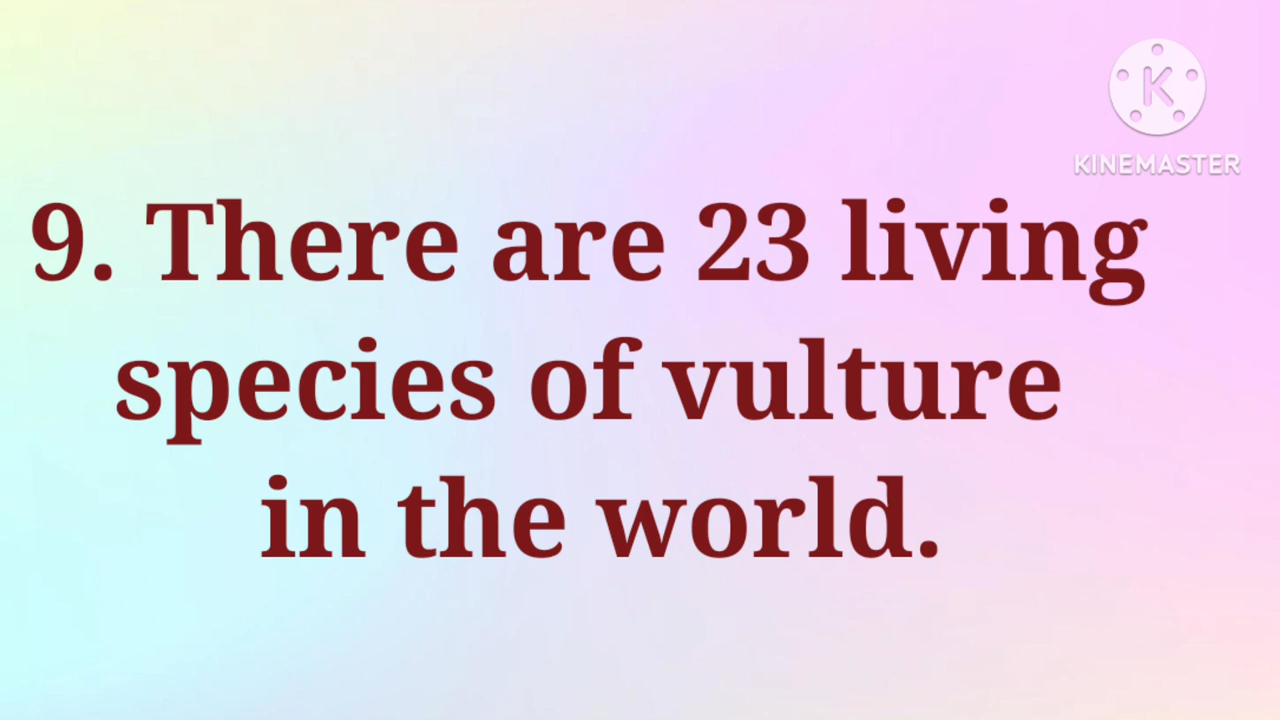 KINEMASTER
9. There are 23 living
species of vulture
in the world.